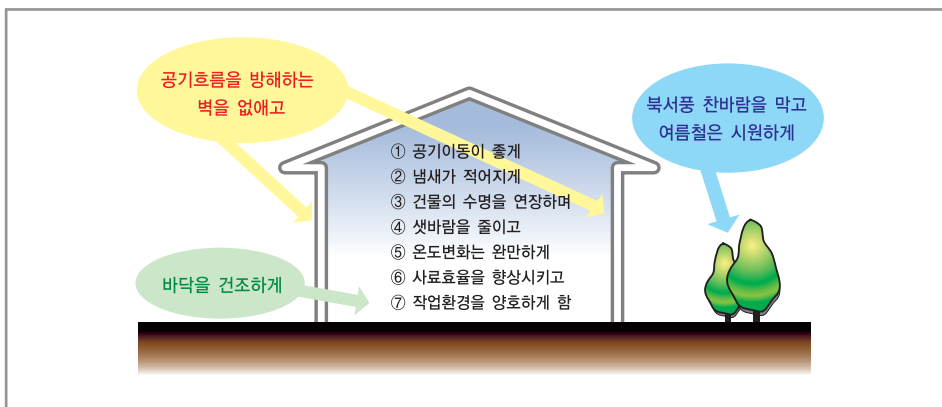 공기흐름을 방해하는
벽을 없애고
북서풍 찬바람을 막고
여름철은 시원하게
① 공기이동이 좋게
② 냄새가 적어지게
③ 건물의 수명을 연장하며
④ 샛바람을 줄이고
⑤ 온도변화는 완만하게
⑥ 사료효율을 향상시키고
⑦ 작업환경을 양호하게 함
바닥을 건조하게